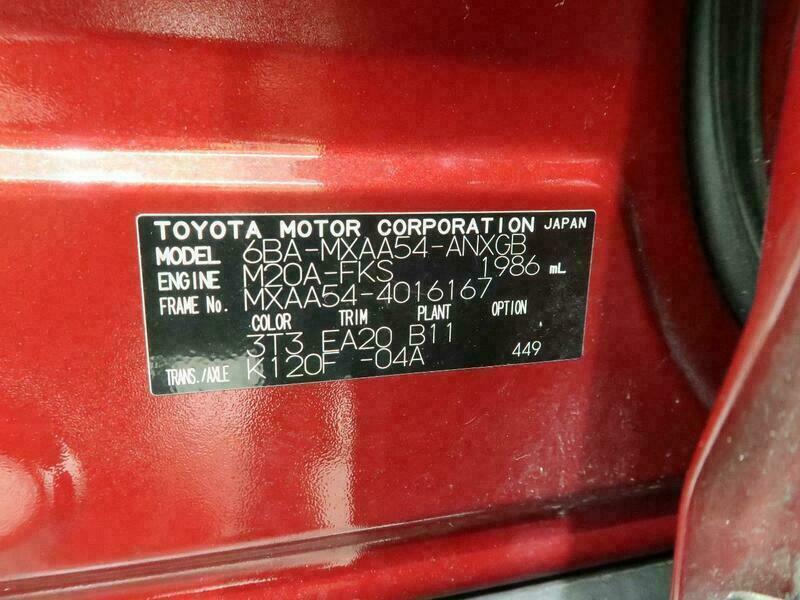 TOYOTA MOTOR CORPORATION JAPAN
MODEL 6BA-MXAA54-ANXGB
ENGINE M20A-FKS 1986 mL
FRAME No. MXAA54-4016167
COLOR TRIM PLANT OPTION
3T3 EA20 B11
TRANS./AXLE K120F -04A 449